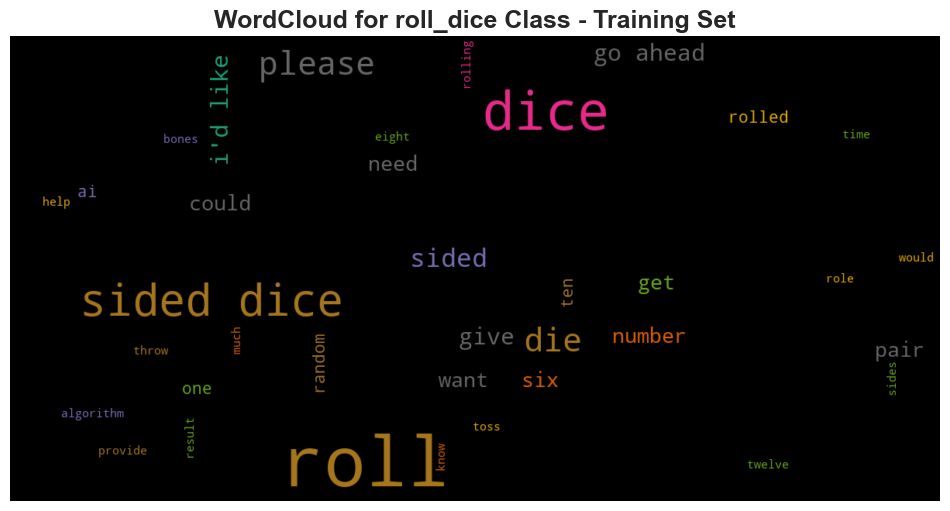 WordCloud for roll_dice Class - Training Set
please
go ahead
rolling
i'd like
dice
rolled
time
bones
eight
need
ai
help
could
sided
would
role
get
ten
sided dice
give
die
number
pair
throw
much
random
want
six
sides
one
algorithm
result
provide
toss
roll
know
twelve